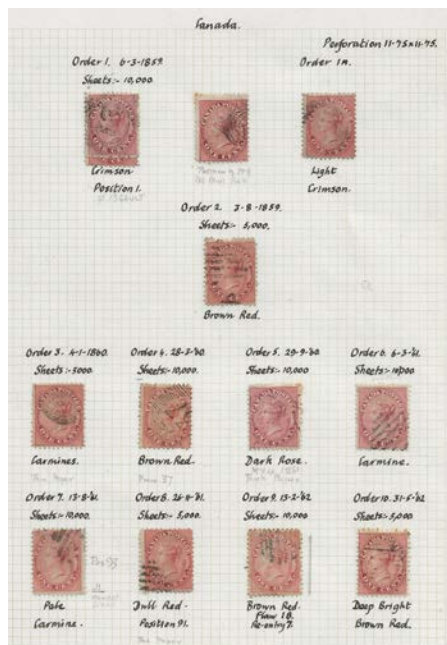 Canada.
Perforation 11-75x11-75.
Order 1. 6-3-1859.
Order 1A.
Sheets:- 10,000.
Crimson
Light
Position 1.
Crimson.
Order 2. 3-8-1859.
Sheets:- 5,000.
Brown Red.
Order 3. 4-1-1860. Order 4. 28-3-'60 Order 5. 29-9-'60 Order 6. 6-3-'61.
Sheets:- 5000. Sheets:- 10,000. Sheets:- 10,000 Sheets:- 10,000
Carmines. Brown Red. Dark Rose. Carmine.
Order 7. 13-8-'61. Order 8. 26-11-'61. Order 9. 13-2-'62 Order 10. 31-5-'62
Sheets:- 10,000. Sheets:- 5,000. Sheets:- 10,000 Sheets:- 5,000
Pale Dull Red. Brown Red. Deep Bright
Carmine. Position 91. Flaw 18. Brown Red.
Re-entry 7.